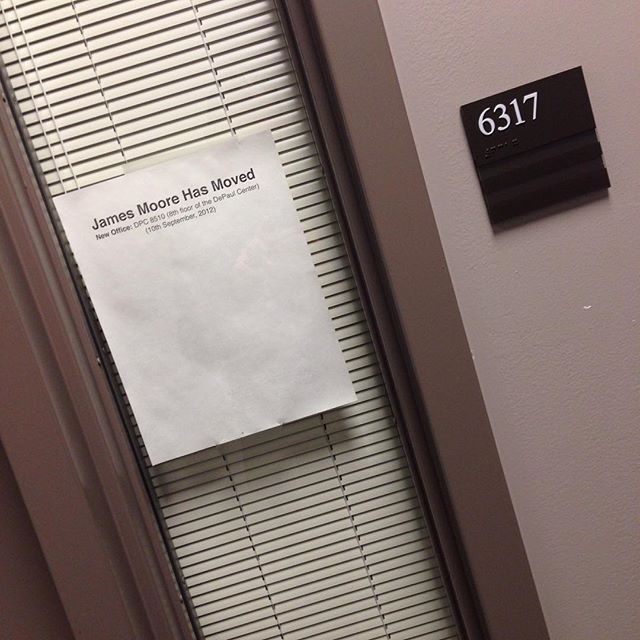 James Moore Has Moved
New Office: DPC 8510 (8th floor of the DePaul Center)
(10th September, 2012)
6317